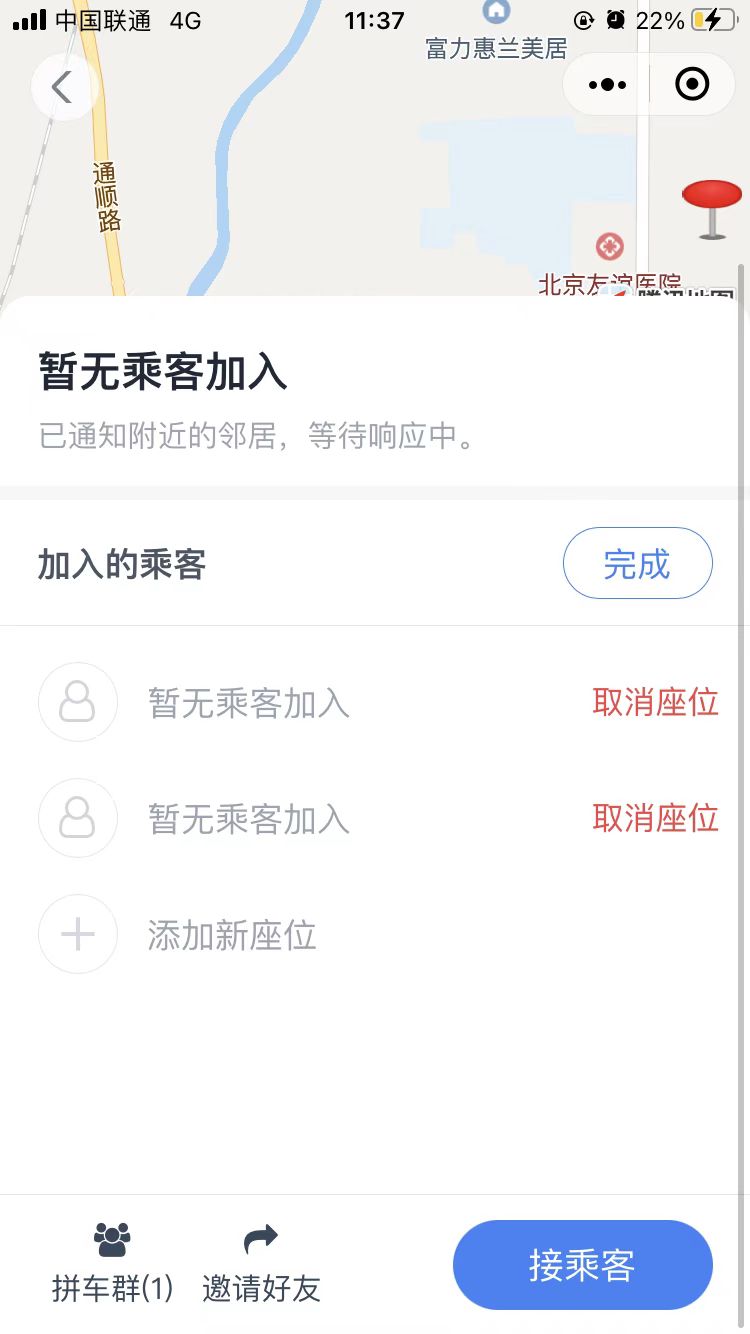 中国联通 4G 11:37 22%
富力惠兰美居
通顺路
北京友谊医院
腾讯地图
暂无乘客加入
已通知附近的邻居，等待响应中。
加入的乘客 完成
暂无乘客加入 取消座位
暂无乘客加入 取消座位
添加新座位
拼车群(1) 邀请好友 接乘客